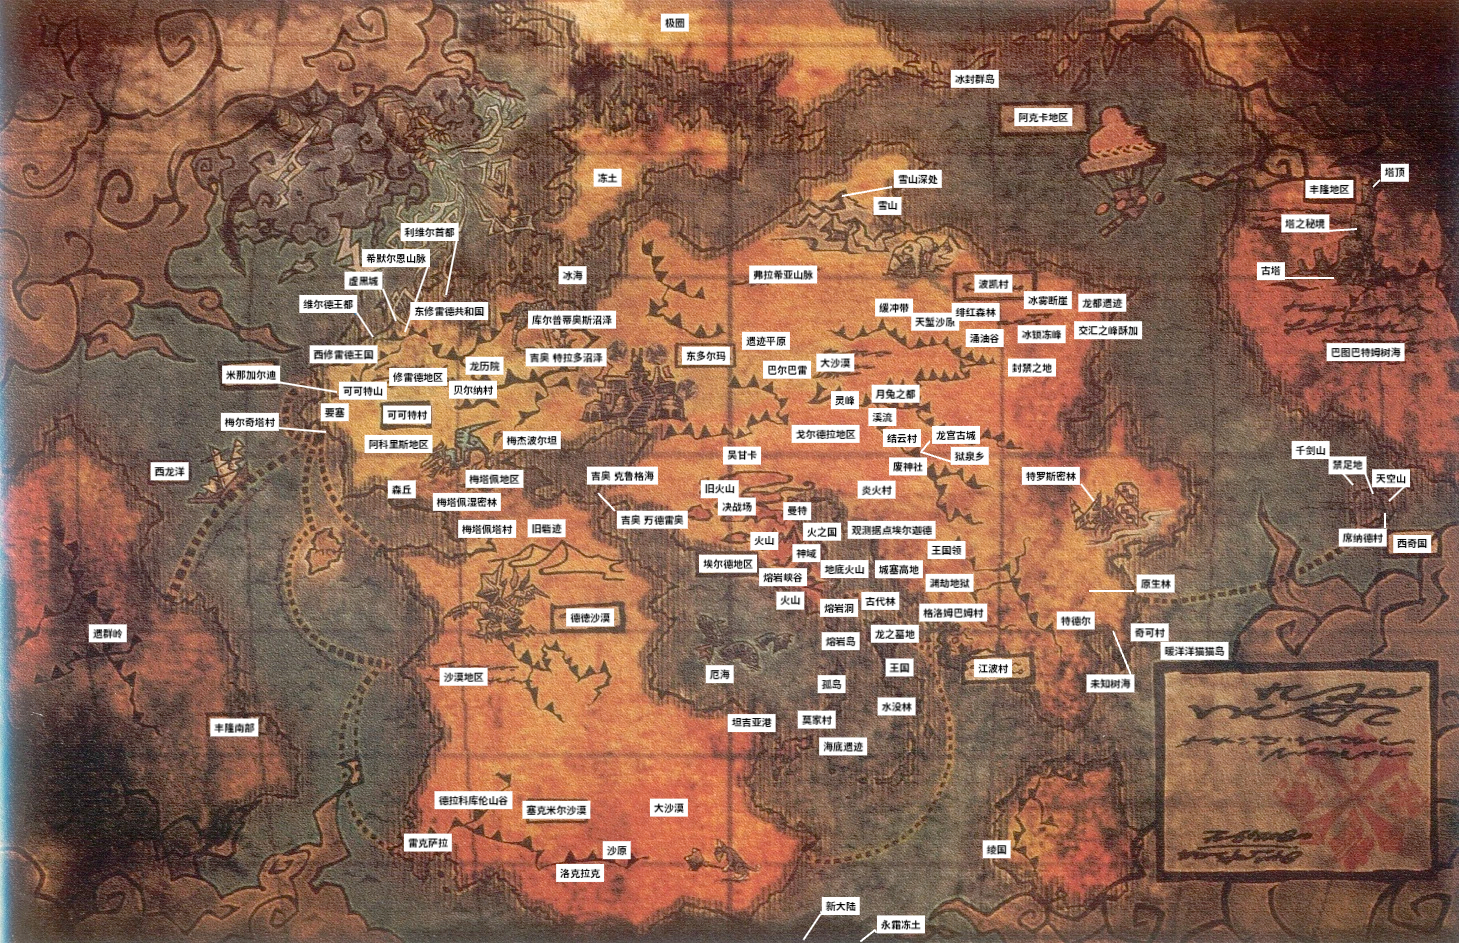 极圈
冰封群岛
阿克卡地区
冻土
雪山深处
雪山
塔顶
丰隆地区
塔之秘境
古塔
利维尔首都
希默尔恩山脉
虚黑城
维尔德王都
东修雷德共和国
冰海
弗拉希亚山脉
波凯村
缓冲带
绯红森林
冰雾断崖
龙都遗迹
天堑沙原
涌油谷
冰锁冻峰
交汇之峰酥加
库尔普蒂奥斯沼泽
西修雷德王国
龙历院
吉奥 特拉多沼泽
东多尔玛
遗迹平原
巴尔巴雷
大沙漠
封禁之地
巴图巴特姆树海
米那加尔迪
可可特山
修雷德地区
贝尔纳村
要塞
可可特村
灵峰
月兔之都
溪流
梅尔奇塔村
阿科里斯地区
梅杰波尔坦
戈尔德拉地区
结云村
龙宫古城
狱泉乡
废神社
千剑山
禁足地
天空山
西龙洋
森丘
梅塔佩地区
梅塔佩湿密林
吉奥 克鲁格海
吴甘卡
旧火山
炎火村
特罗斯密林
决战场
曼特
梅塔佩塔村
旧砦迹
吉奥 厉德雷奥
火之国
观测据点埃尔迦德
席纳德村
西奇国
火山
神域
王国领
埃尔德地区
熔岩峡谷
地底火山
城塞高地
渊劫地狱
原生林
火山
熔岩洞
古代林
格洛姆巴姆村
德德沙漠
遇群岭
熔岩岛
龙之墓地
特德尔
奇可村
暖洋洋猫猫岛
沙漠地区
厄海
孤岛
王国
江波村
未知树海
丰隆南部
坦吉亚港
莫家村
水没林
海底遗迹
德拉科库伦山谷
塞克米尔沙漠
大沙漠
雷克萨拉
沙原
洛克拉克
绫国
新大陆
永霜冻土